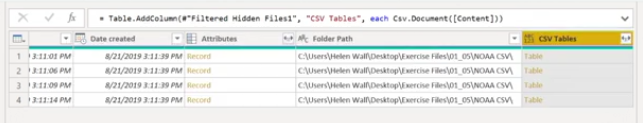 = Table.AddColumn(#"Filtered Hidden Files1", "CSV Tables", each Csv.Document([Content]))
Date created Attributes Folder Path CSV Tables
1 3:11:01 PM 8/21/2019 3:11:39 PM Record C:\Users\Helen Wall\Desktop\Exercise Files\01_05\NOAA CSV\ Table
2 3:11:06 PM 8/21/2019 3:11:39 PM Record C:\Users\Helen Wall\Desktop\Exercise Files\01_05\NOAA CSV\ Table
3 3:11:09 PM 8/21/2019 3:11:39 PM Record C:\Users\Helen Wall\Desktop\Exercise Files\01_05\NOAA CSV\ Table
4 3:11:14 PM 8/21/2019 3:11:39 PM Record C:\Users\Helen Wall\Desktop\Exercise Files\01_05\NOAA CSV\ Table